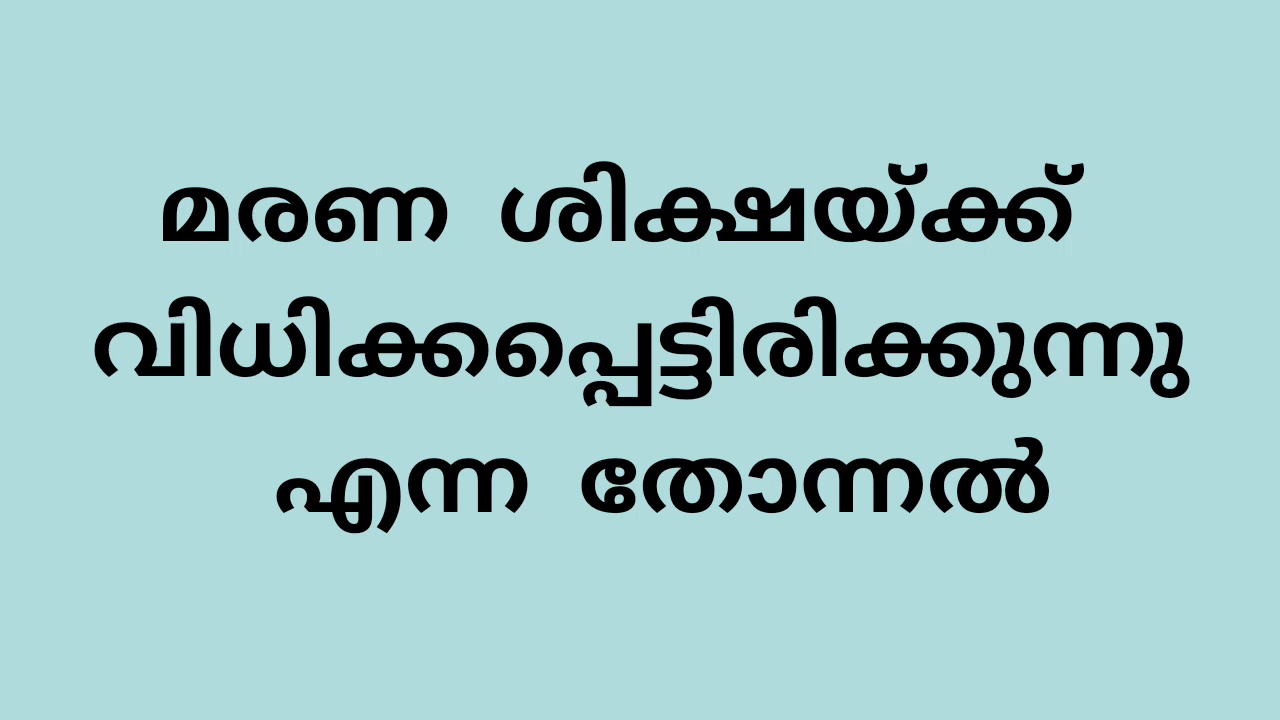 മരണ ശിക്ഷയ്ക്ക്
വിധിക്കപ്പെട്ടിരിക്കുന്നു
എന്ന തോന്നൽ